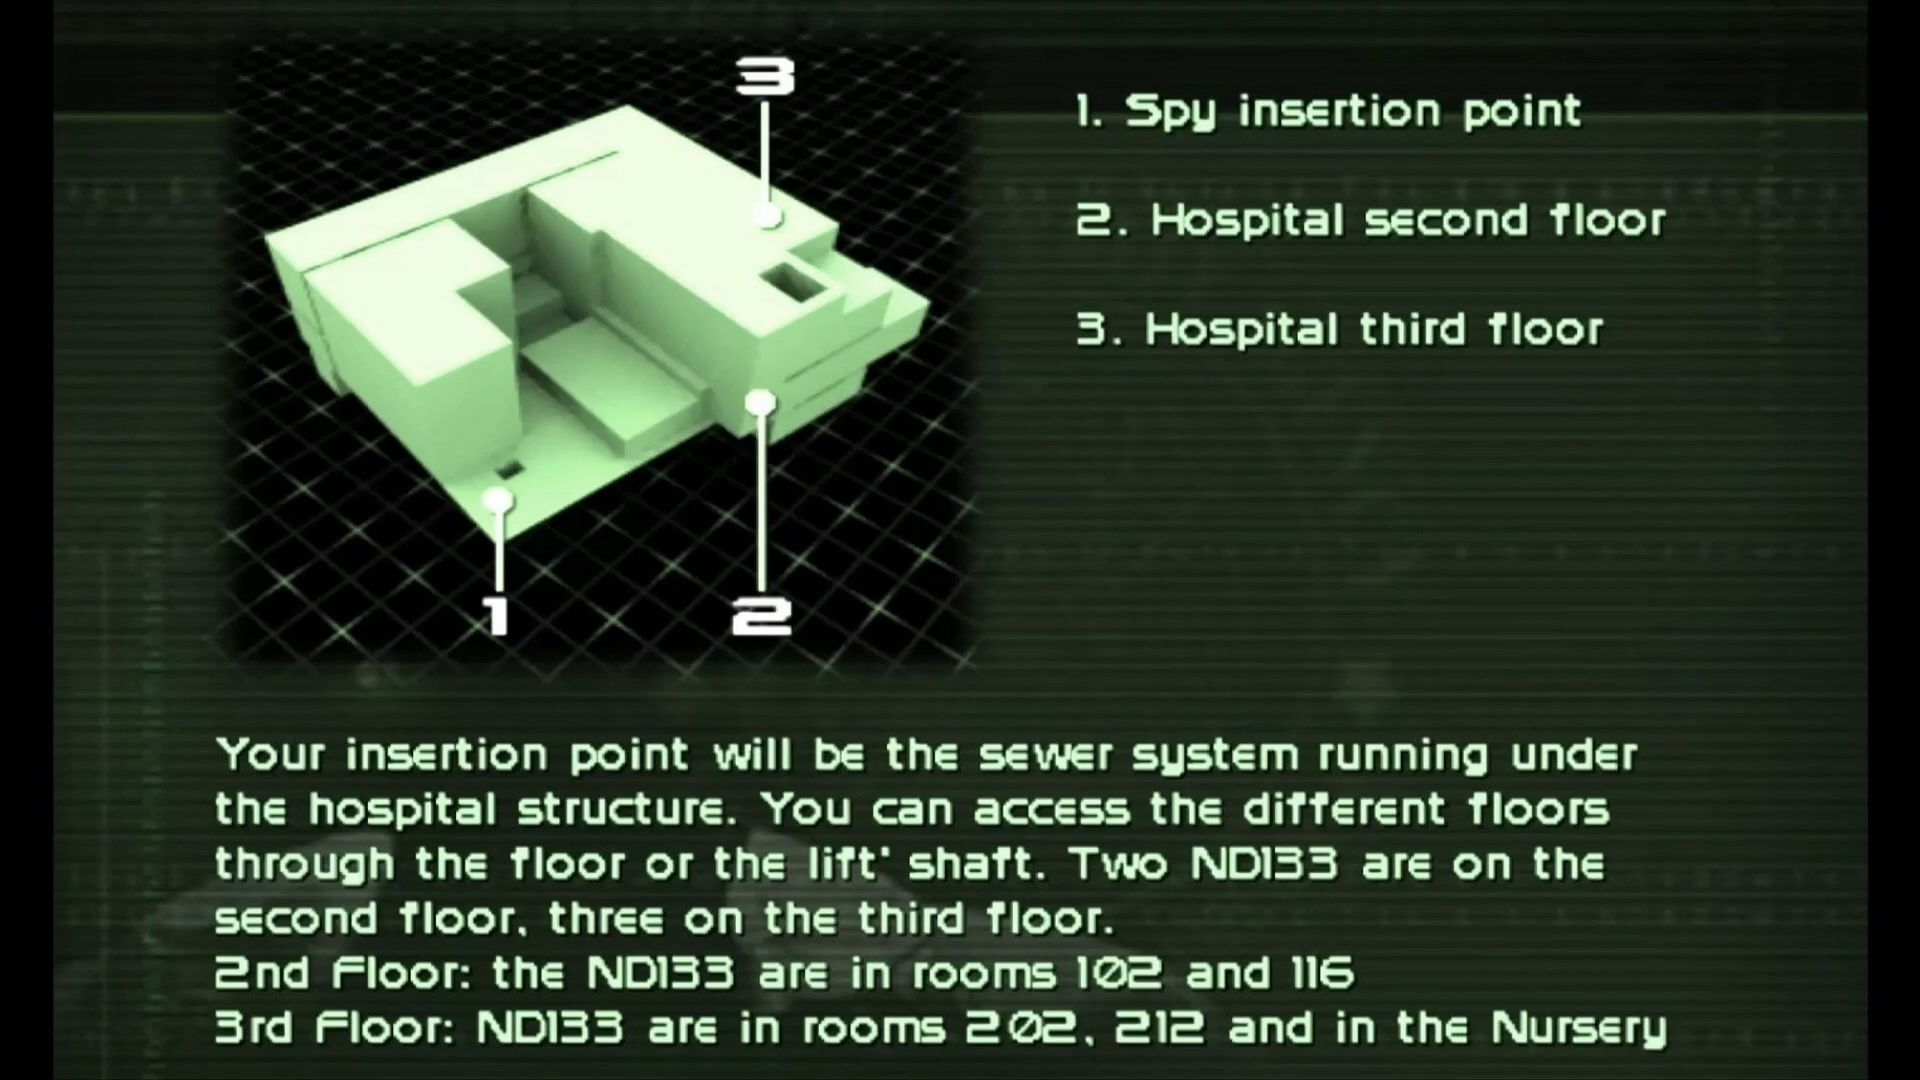 3
1
2
1. Spy insertion point
2. Hospital second floor
3. Hospital third floor
Your insertion point will be the sewer system running under
the hospital structure. You can access the different floors
through the floor or the lift' shaft. Two ND133 are on the
second floor, three on the third floor.
2nd Floor: the ND133 are in rooms 102 and 116
3rd Floor: ND133 are in rooms 202, 212 and in the Nursery